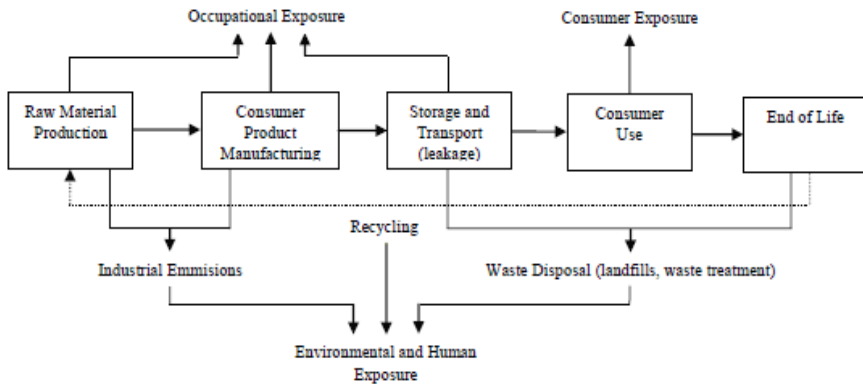 Occupational Exposure
Consumer Exposure
Raw Material
Production
Consumer
Product
Manufacturing
Storage and
Transport
(leakage)
Consumer
Use
End of Life
Recycling
Industrial Emmisions
Waste Disposal (landfills, waste treatment)
Environmental and Human
Exposure